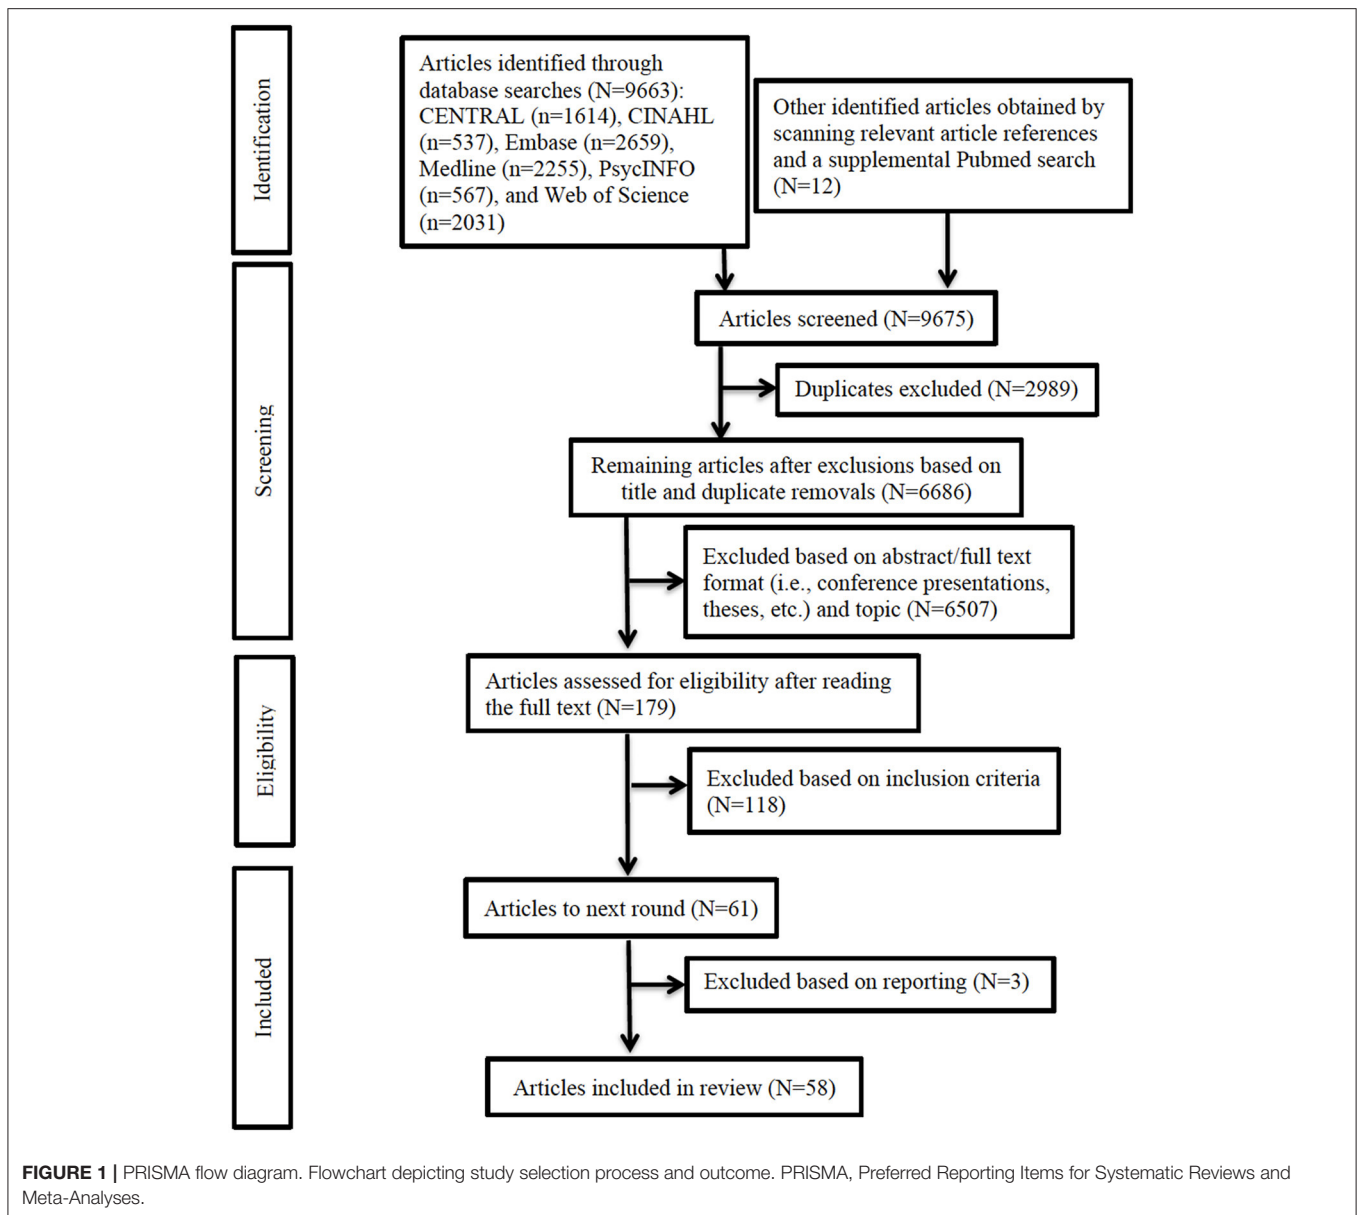 Identification
Articles identified through
database searches (N=9663):
CENTRAL (n=1614), CINAHL
(n=537), Embase (n=2659),
Medline (n=2255), PsycINFO
(n=567), and Web of Science
(n=2031)
Other identified articles obtained by
scanning relevant article references
and a supplemental Pubmed search
(N=12)
Screening
Articles screened (N=9675)
Duplicates excluded (N=2989)
Remaining articles after exclusions based on
title and duplicate removals (N=6686)
Excluded based on abstract/full text
format (i.e., conference presentations,
theses, etc.) and topic (N=6507)
Eligibility
Articles assessed for eligibility after reading
the full text (N=179)
Excluded based on inclusion criteria
(N=118)
Included
Articles to next round (N=61)
Excluded based on reporting (N=3)
Articles included in review (N=58)
FIGURE 1 | PRISMA flow diagram. Flowchart depicting study selection process and outcome. PRISMA, Preferred Reporting Items for Systematic Reviews and
Meta-Analyses.